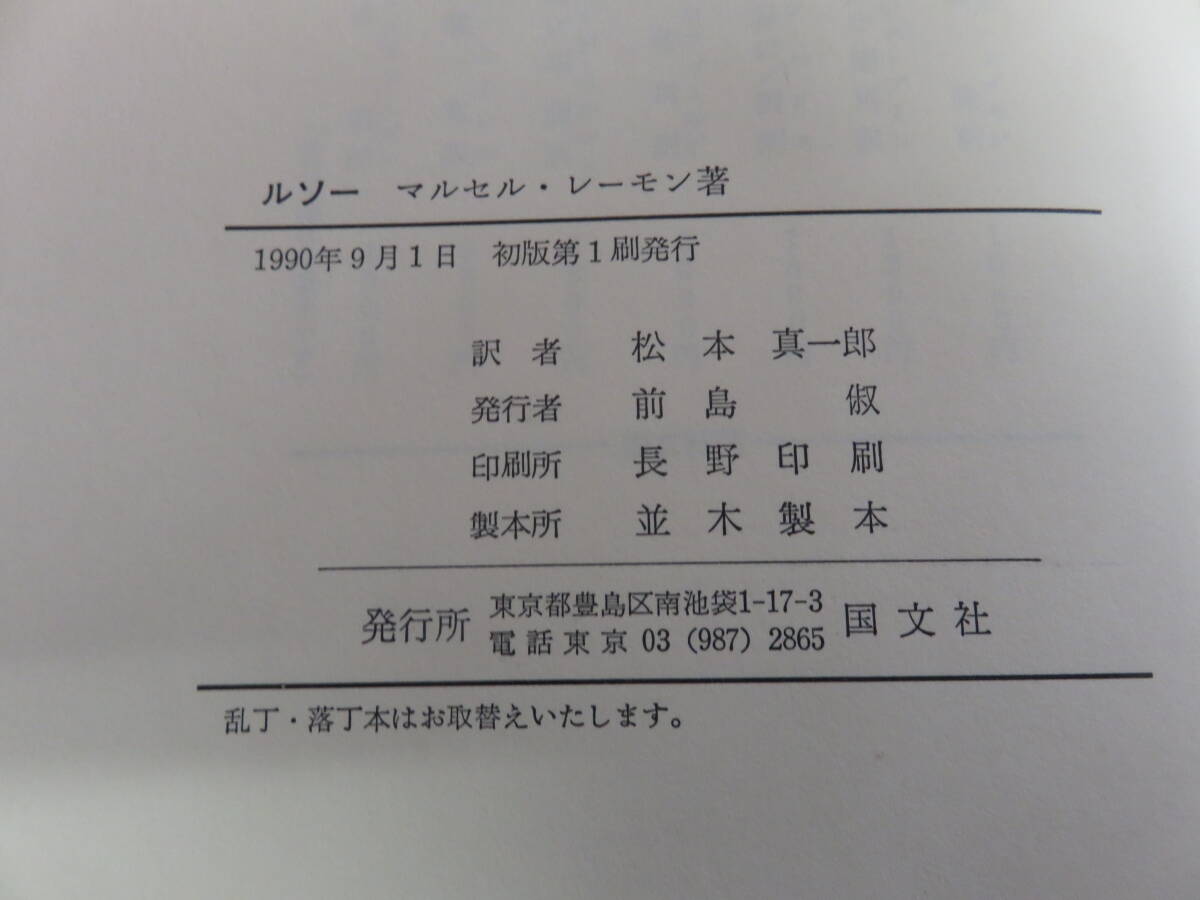 ルソー　マルセル・レーモン著
1990年9月1日　初版第1刷発行
訳者　松本真一郎
発行者　前島俶
印刷所　長野印刷
製本所　並木製本
発行所　東京都豊島区南池袋1-17-3
電話東京 03 (987) 2865　国文社
乱丁・落丁本はお取替えいたします。